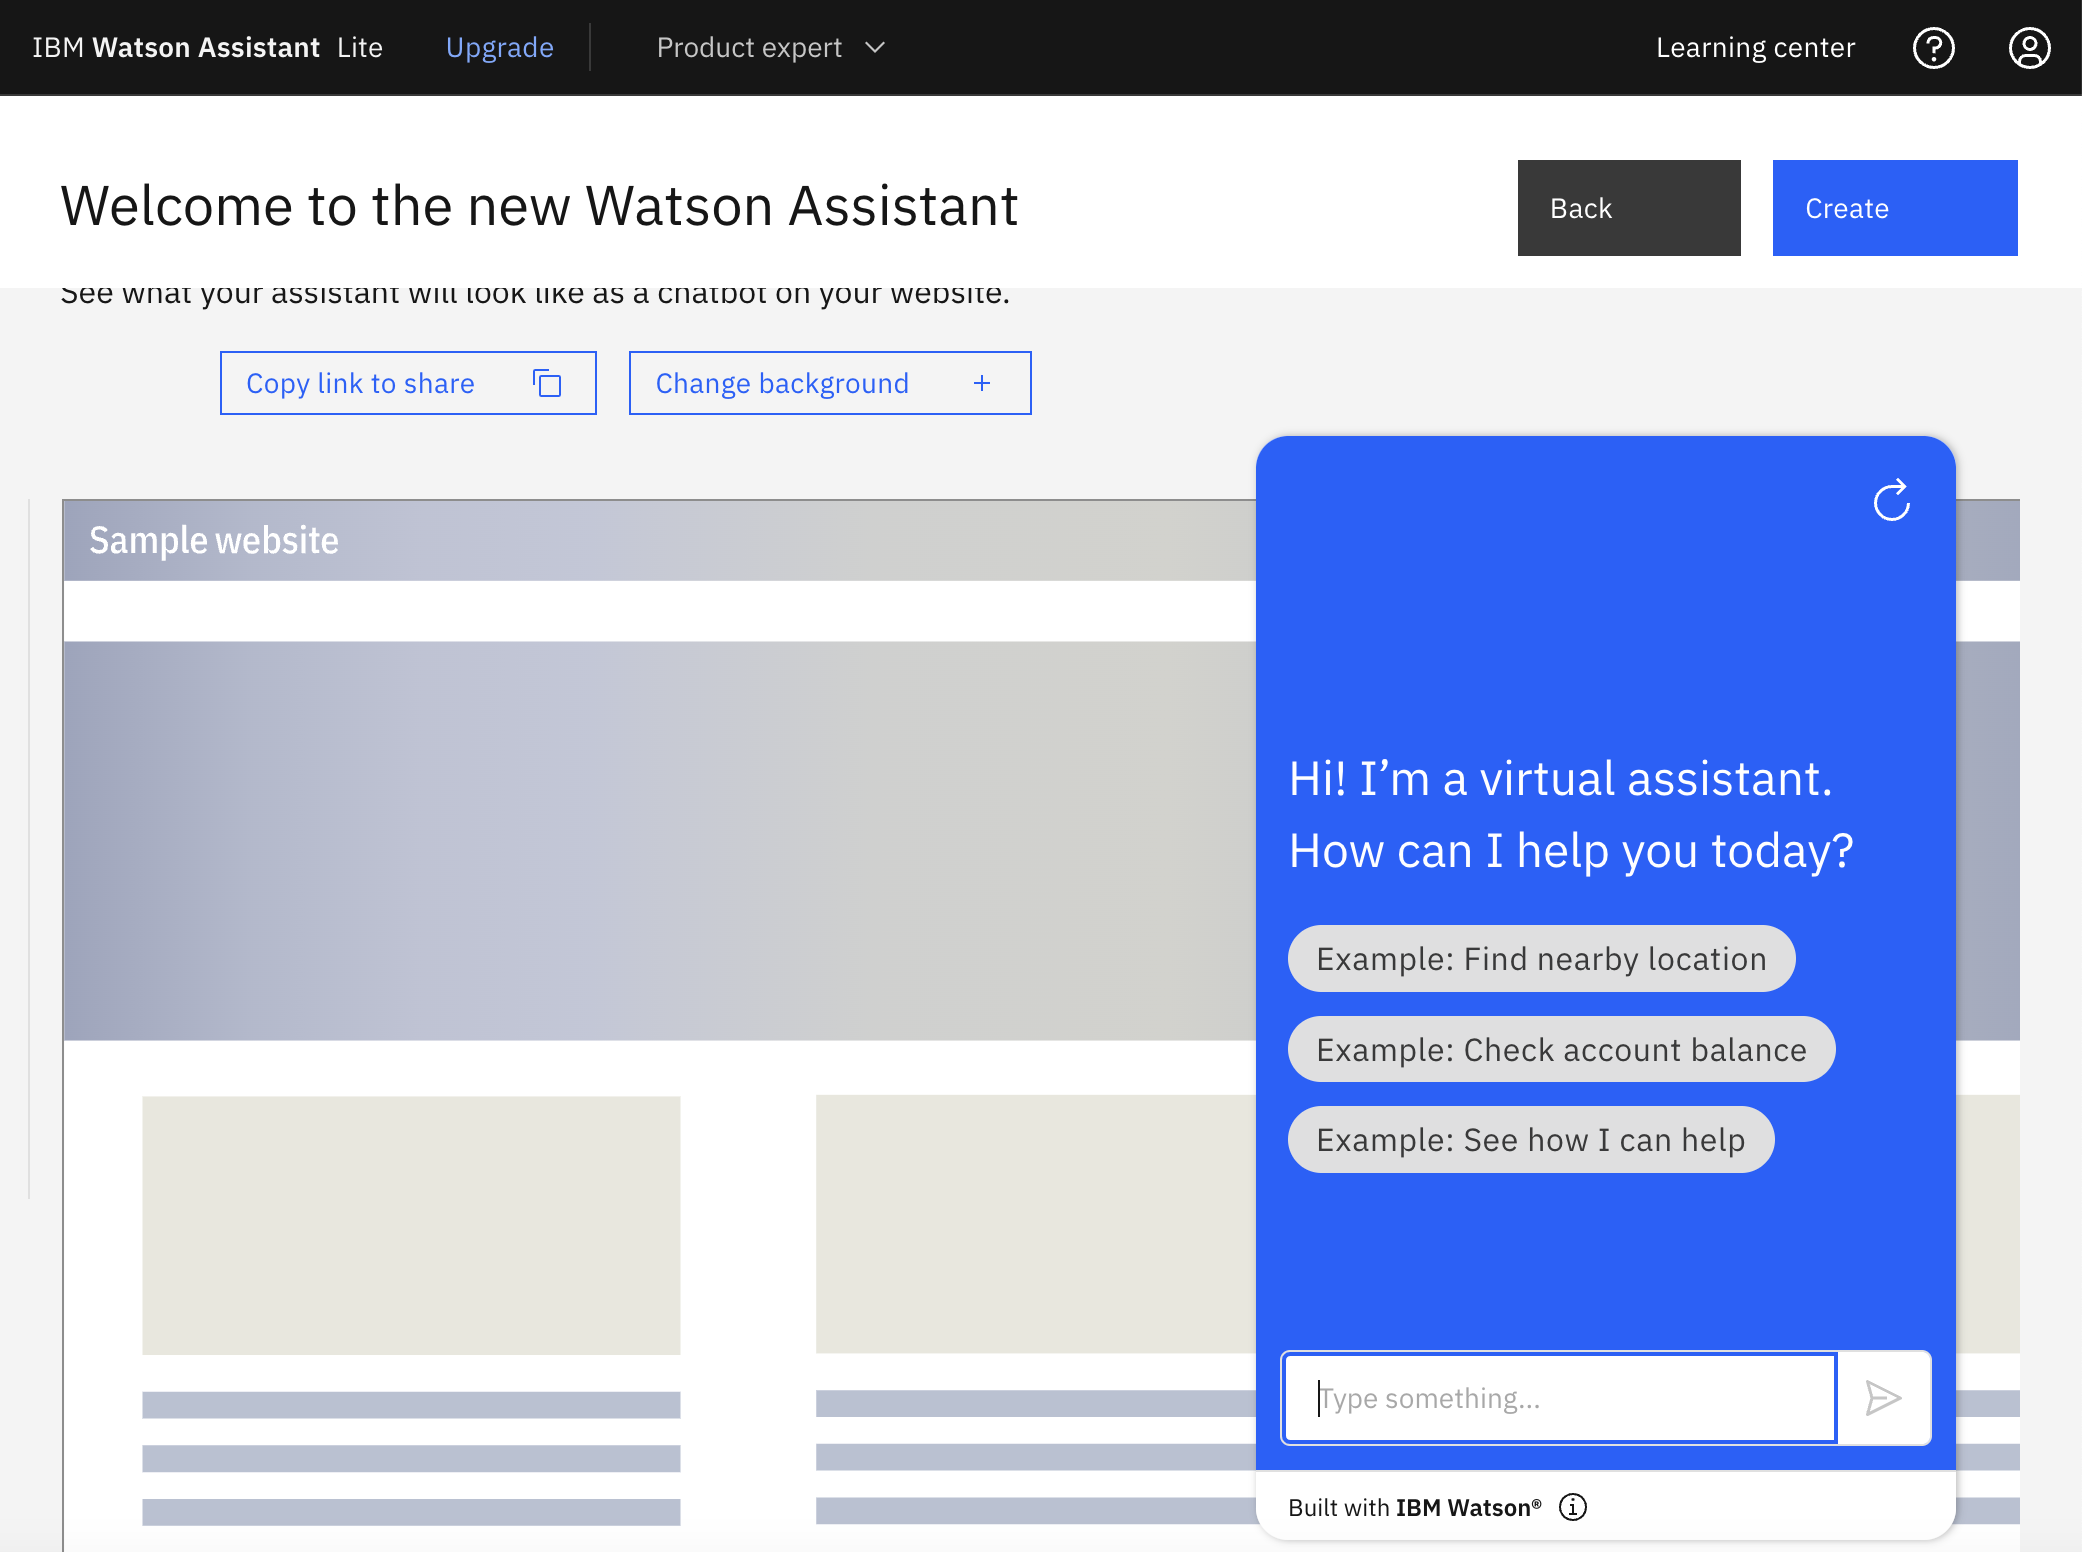 IBM Watson Assistant Lite Upgrade Product expert Learning center
Welcome to the new Watson Assistant
Back
Create
See what your assistant will look like as a chatbot on your website.
Copy link to share
Change background
Sample website
Hi! I’m a virtual assistant.
How can I help you today?
Example: Find nearby location
Example: Check account balance
Example: See how I can help
Type something...
Built with IBM Watson®